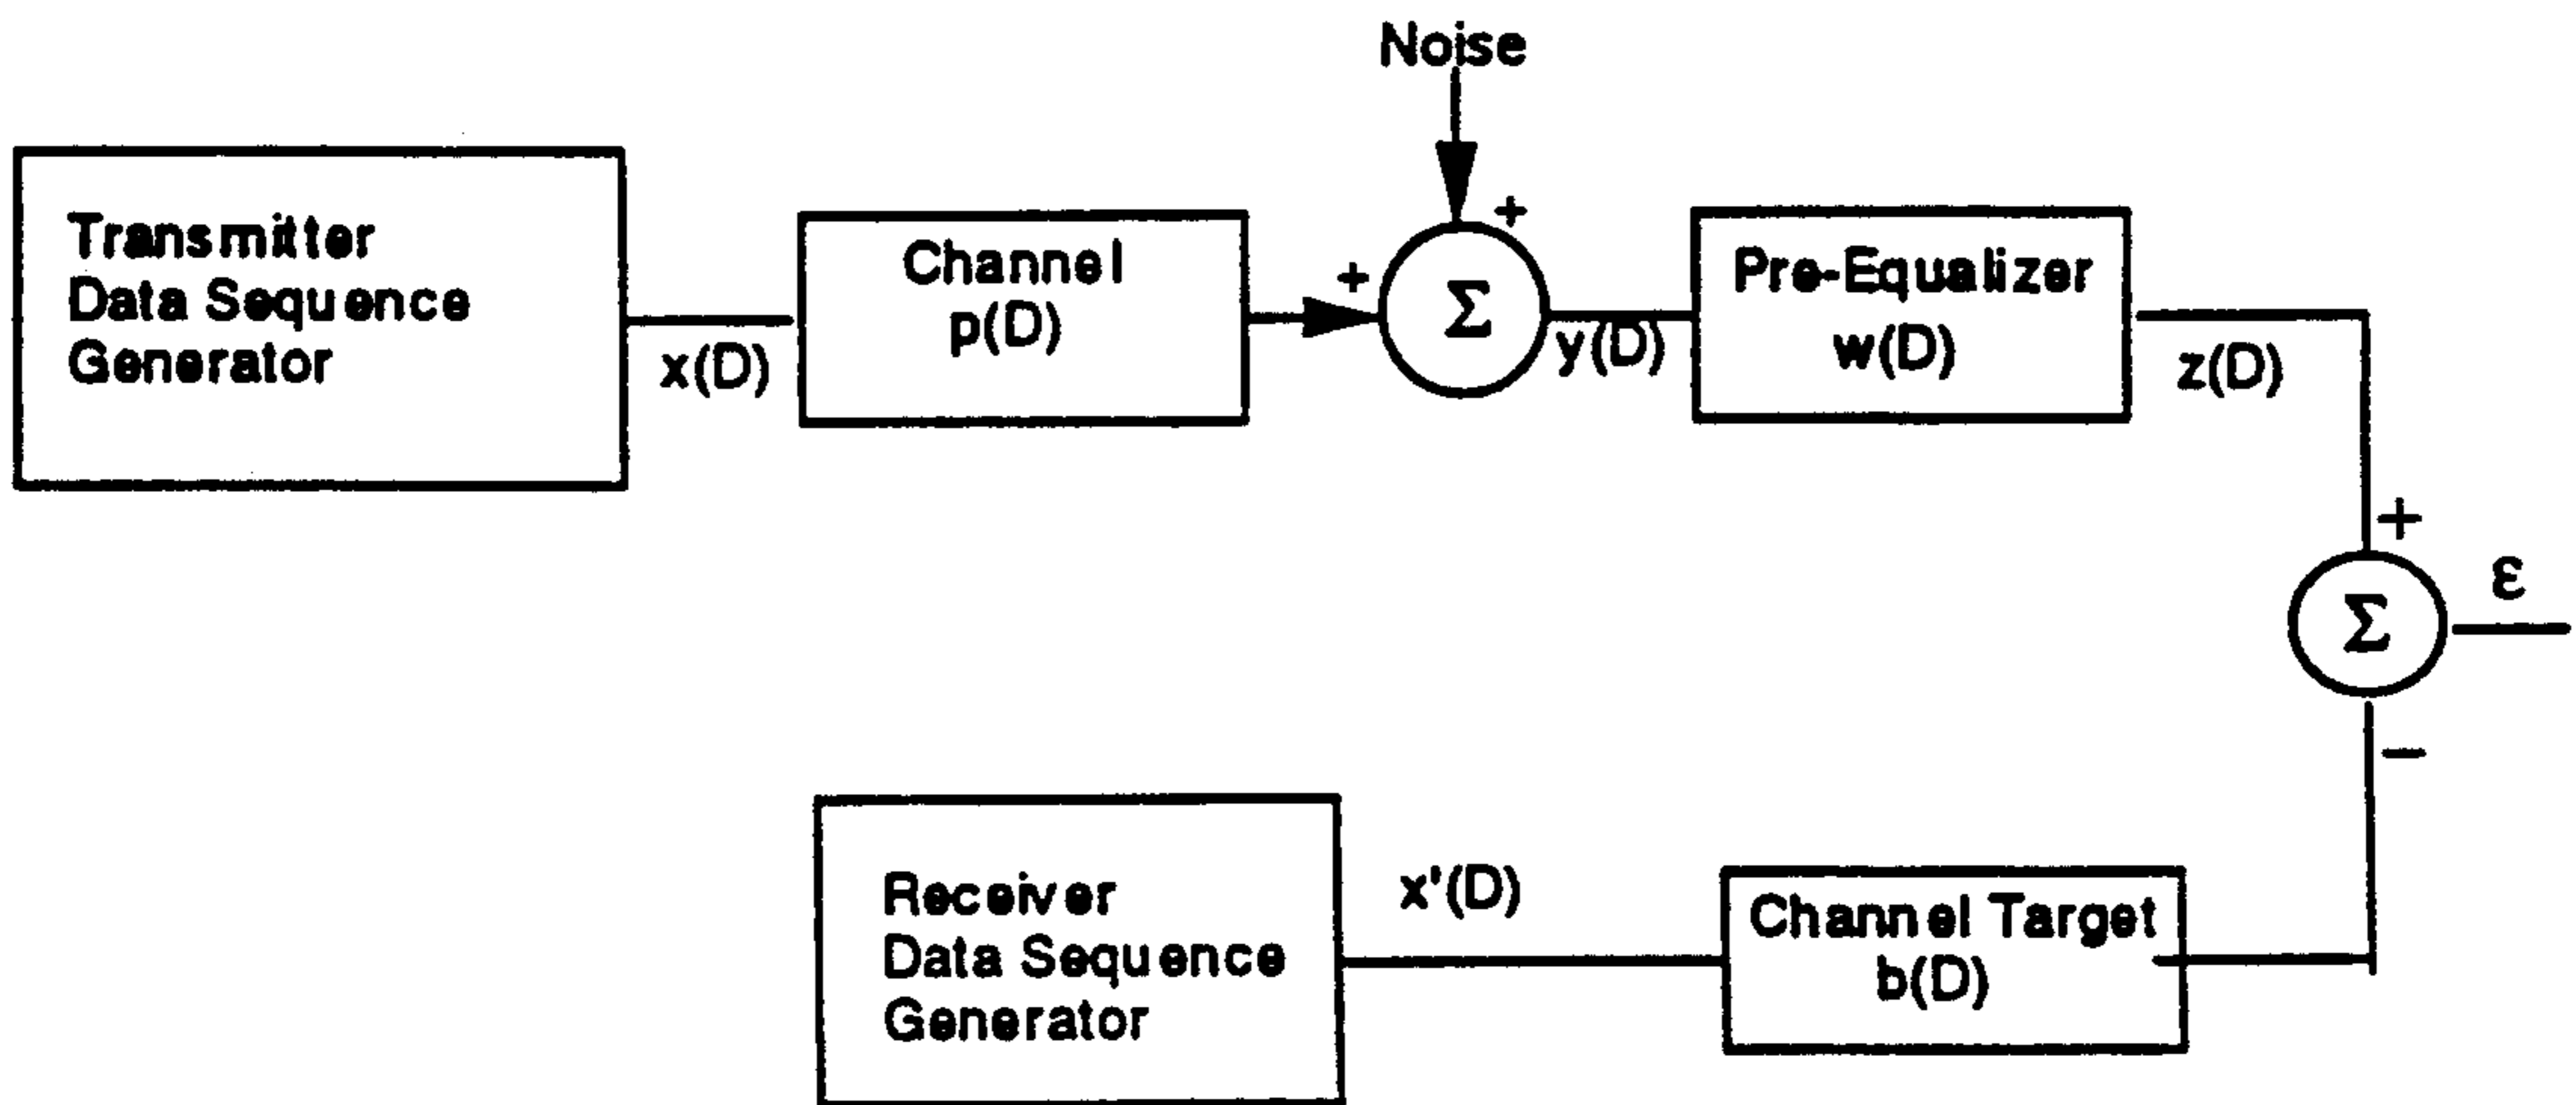 Noise
Transmitter
Data Sequence
Generator
x(D)
Channel
p(D)
+
+
Σ
y(D)
Pre-Equalizer
w(D)
z(D)
+
Σ
ε
−
Receiver
Data Sequence
Generator
x'(D)
Channel Target
b(D)